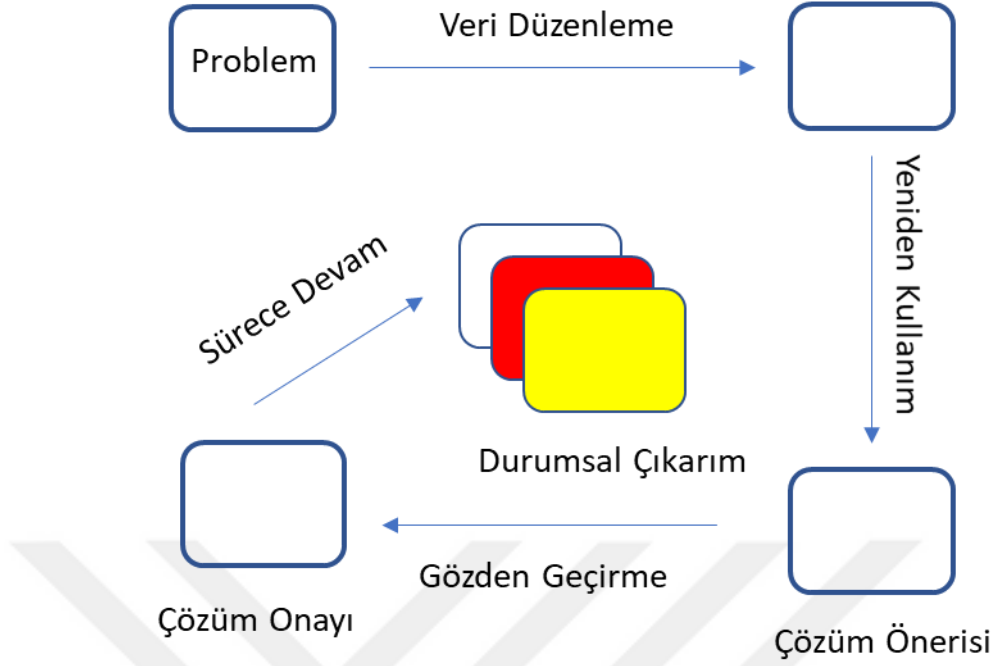 Problem
Veri Düzenleme
Yeniden Kullanım
Sürece Devam
Durumsal Çıkarım
Gözden Geçirme
Çözüm Onayı
Çözüm Önerisi